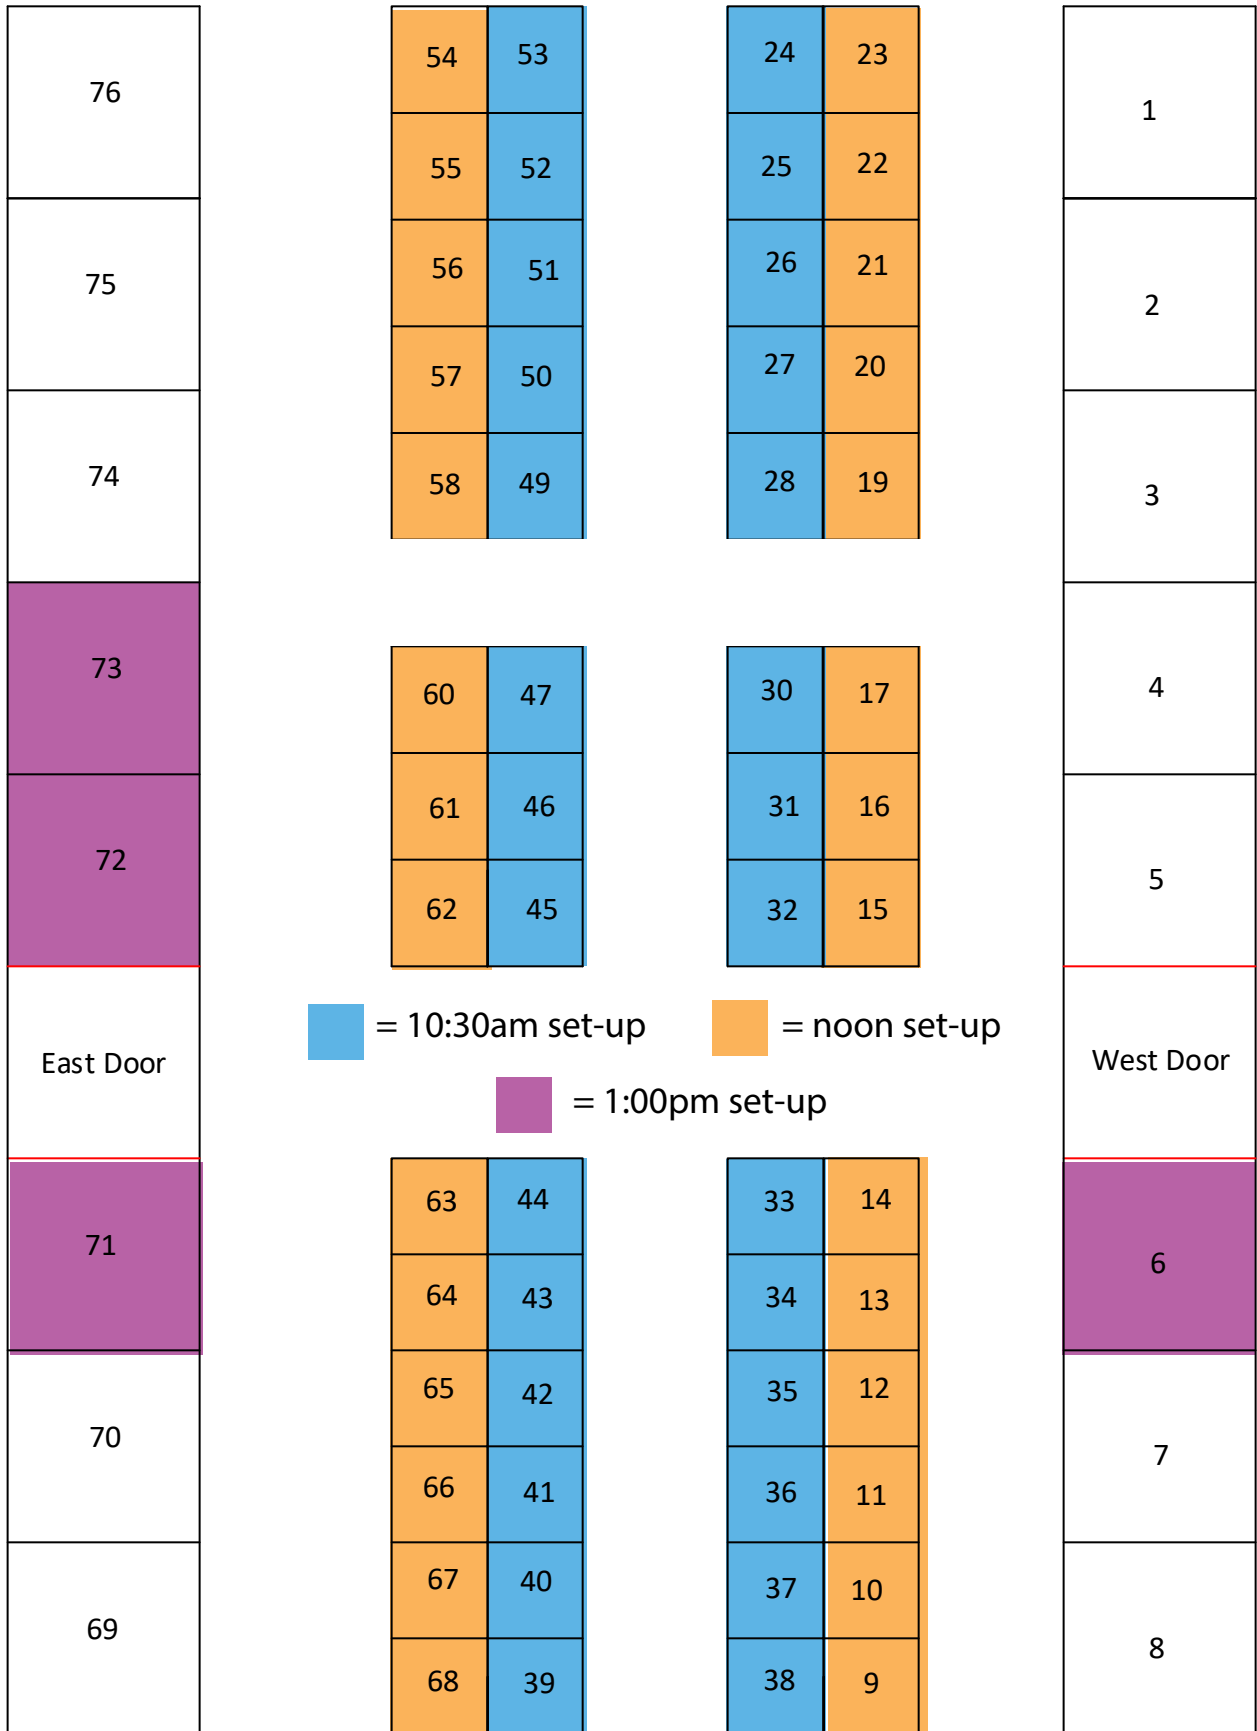 76 54 53 24 23 1
55 52 25 22
75 56 51 26 21 2
57 50 27 20
74 58 49 28 19 3
73 60 47 30 17 4
61 46 31 16
72 62 45 32 15 5
= 10:30am set-up = noon set-up
East Door West Door
= 1:00pm set-up
63 44 33 14
71 6
64 43 34 13
65 42 35 12
70 7
66 41 36 11
67 40 37 10
69 8
68 39 38 9